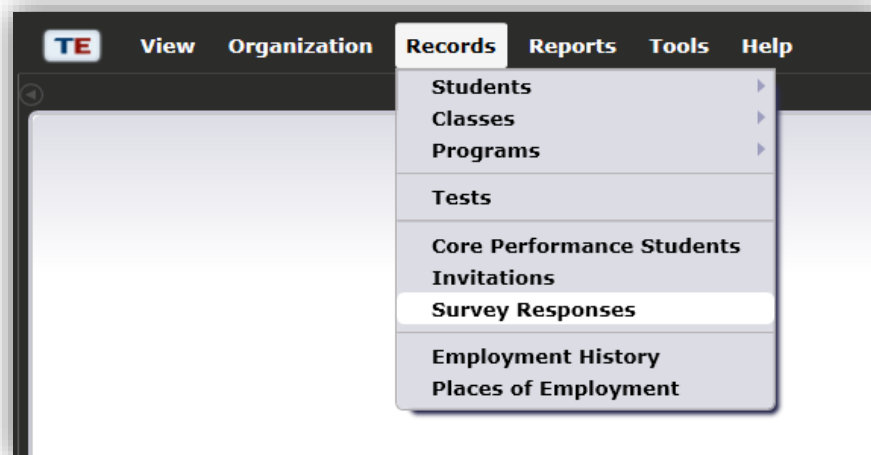 TE View Organization Records Reports Tools Help
Students
Classes
Programs
Tests
Core Performance Students
Invitations
Survey Responses
Employment History
Places of Employment